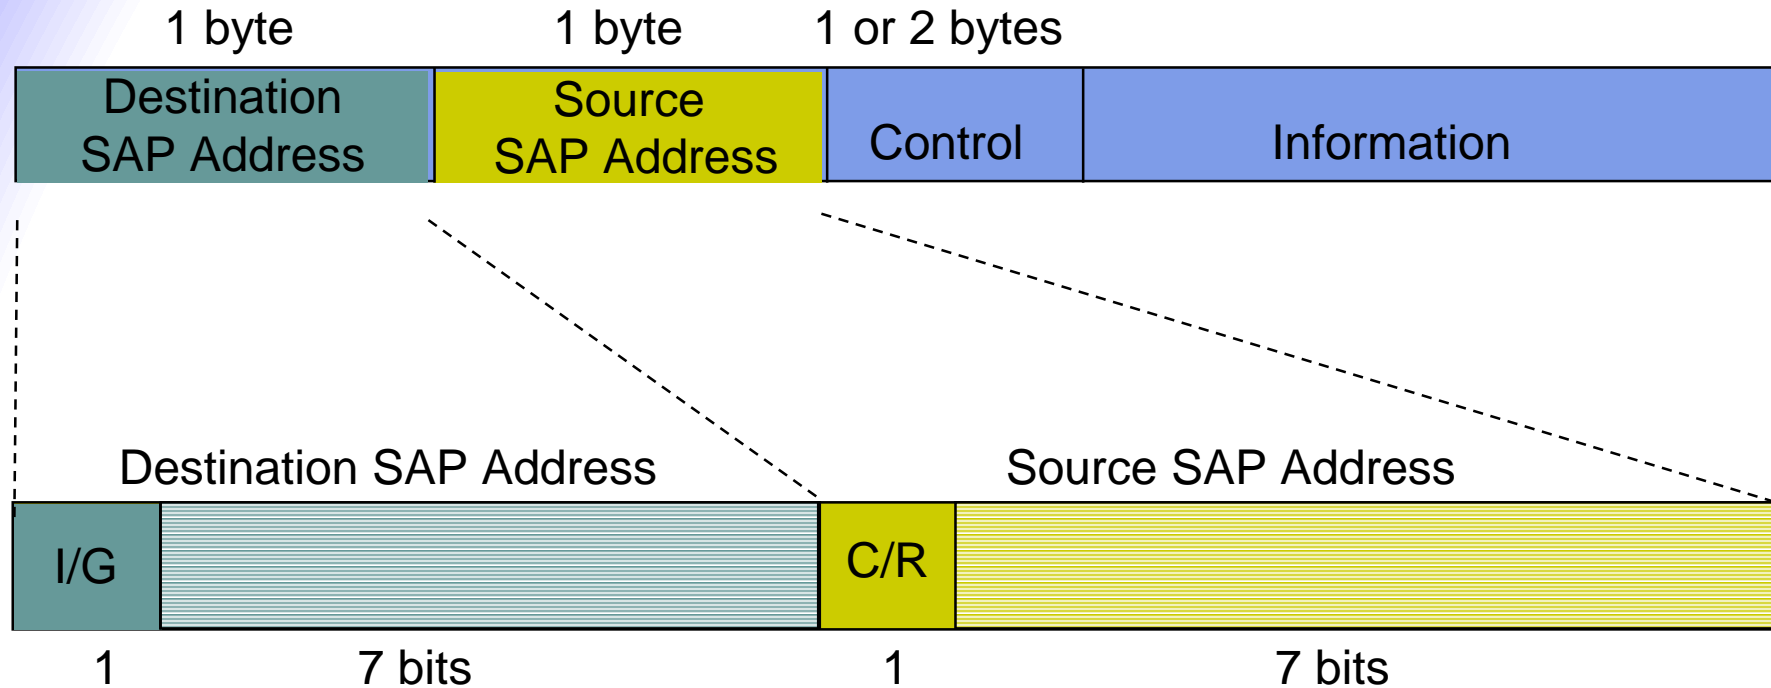 1 byte 1 byte 1 or 2 bytes
Destination SAP Address
Source SAP Address
Control
Information
Destination SAP Address Source SAP Address
I/G C/R
1 7 bits 1 7 bits